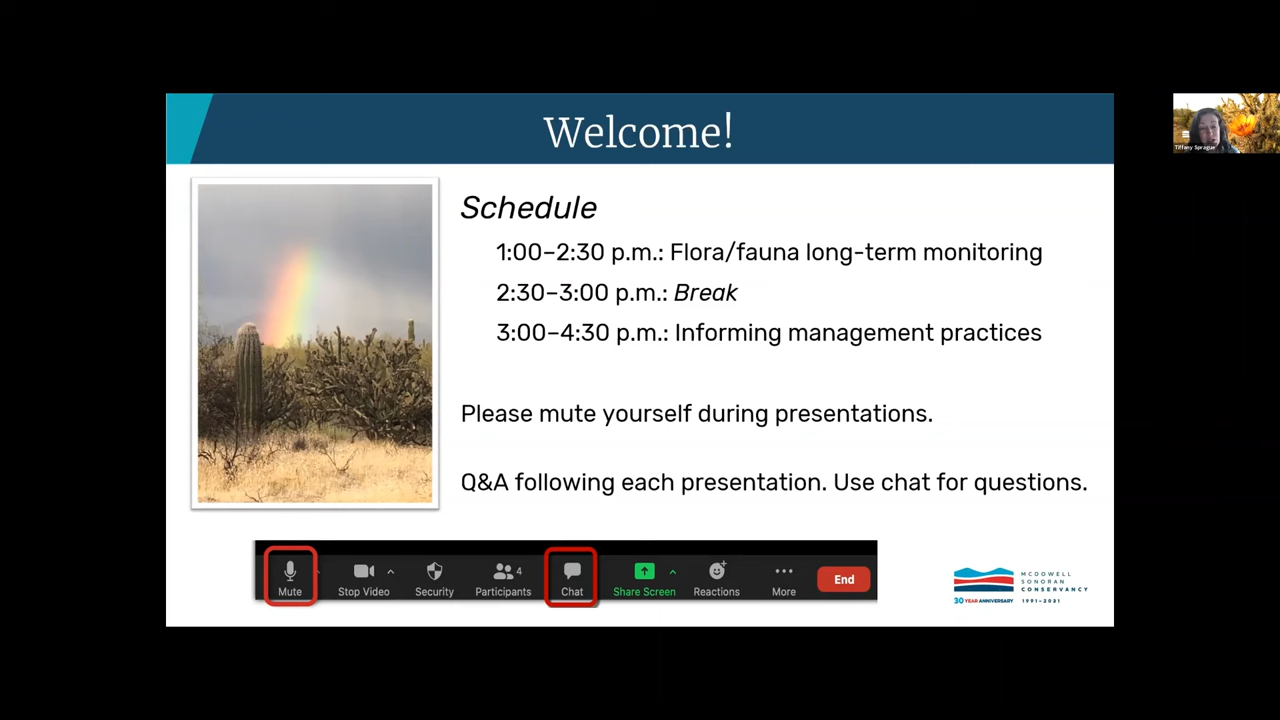 Welcome!
Tiffany Sprague
Schedule
1:00–2:30 p.m.: Flora/fauna long-term monitoring
2:30–3:00 p.m.: Break
3:00–4:30 p.m.: Informing management practices
Please mute yourself during presentations.
Q&A following each presentation. Use chat for questions.
Mute
Stop Video
Security
4
Participants
Chat
Share Screen
Reactions
More
End
MCDOWELL
SONORAN
CONSERVANCY
30 YEAR ANNIVERSARY
1991-2021